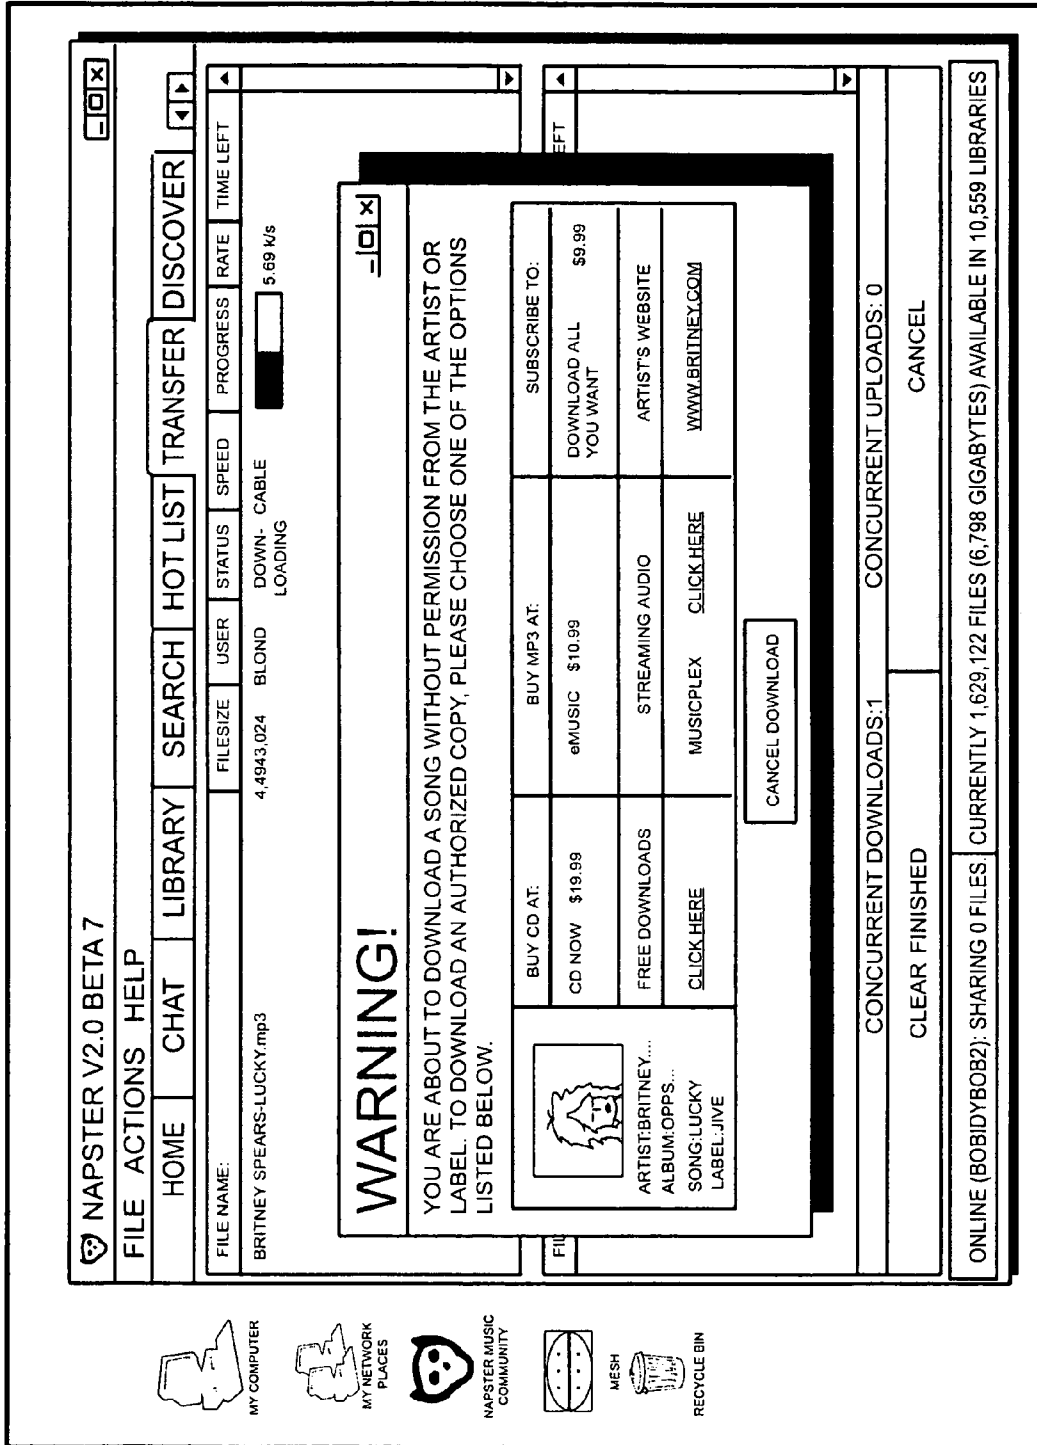 NAPSTER V2.0 BETA 7
FILE ACTIONS HELP
HOME CHAT LIBRARY SEARCH HOT LIST TRANSFER DISCOVER
FILE NAME: FILESIZE USER STATUS SPEED PROGRESS RATE TIME LEFT
BRITNEY SPEARS-LUCKY.mp3 4,4943,024 BLOND DOWN- CABLE 5.69 k/s
LOADING
WARNING!
YOU ARE ABOUT TO DOWNLOAD A SONG WITHOUT PERMISSION FROM THE ARTIST OR
LABEL. TO DOWNLOAD AN AUTHORIZED COPY, PLEASE CHOOSE ONE OF THE OPTIONS
LISTED BELOW.
BUY CD AT: BUY MP3 AT: SUBSCRIBE TO:
CD NOW $19.99 eMUSIC $10.99 DOWNLOAD ALL $9.99
YOU WANT
FREE DOWNLOADS STREAMING AUDIO ARTIST'S WEBSITE
CLICK HERE MUSICPLEX CLICK HERE WWW.BRITNEY.COM
ARTIST:BRITNEY....
ALBUM:OPPS...
SONG:LUCKY
LABEL:JIVE
CANCEL DOWNLOAD
FIL EFT
CONCURRENT DOWNLOADS:1 CONCURRENT UPLOADS: 0
CLEAR FINISHED CANCEL
ONLINE (BOBIDYBOB2): SHARING 0 FILES. CURRENTLY 1,629,122 FILES (6,798 GIGABYTES) AVAILABLE IN 10,559 LIBRARIES
MY COMPUTER
MY NETWORK
PLACES
NAPSTER MUSIC
COMMUNITY
MESH
RECYCLE BIN